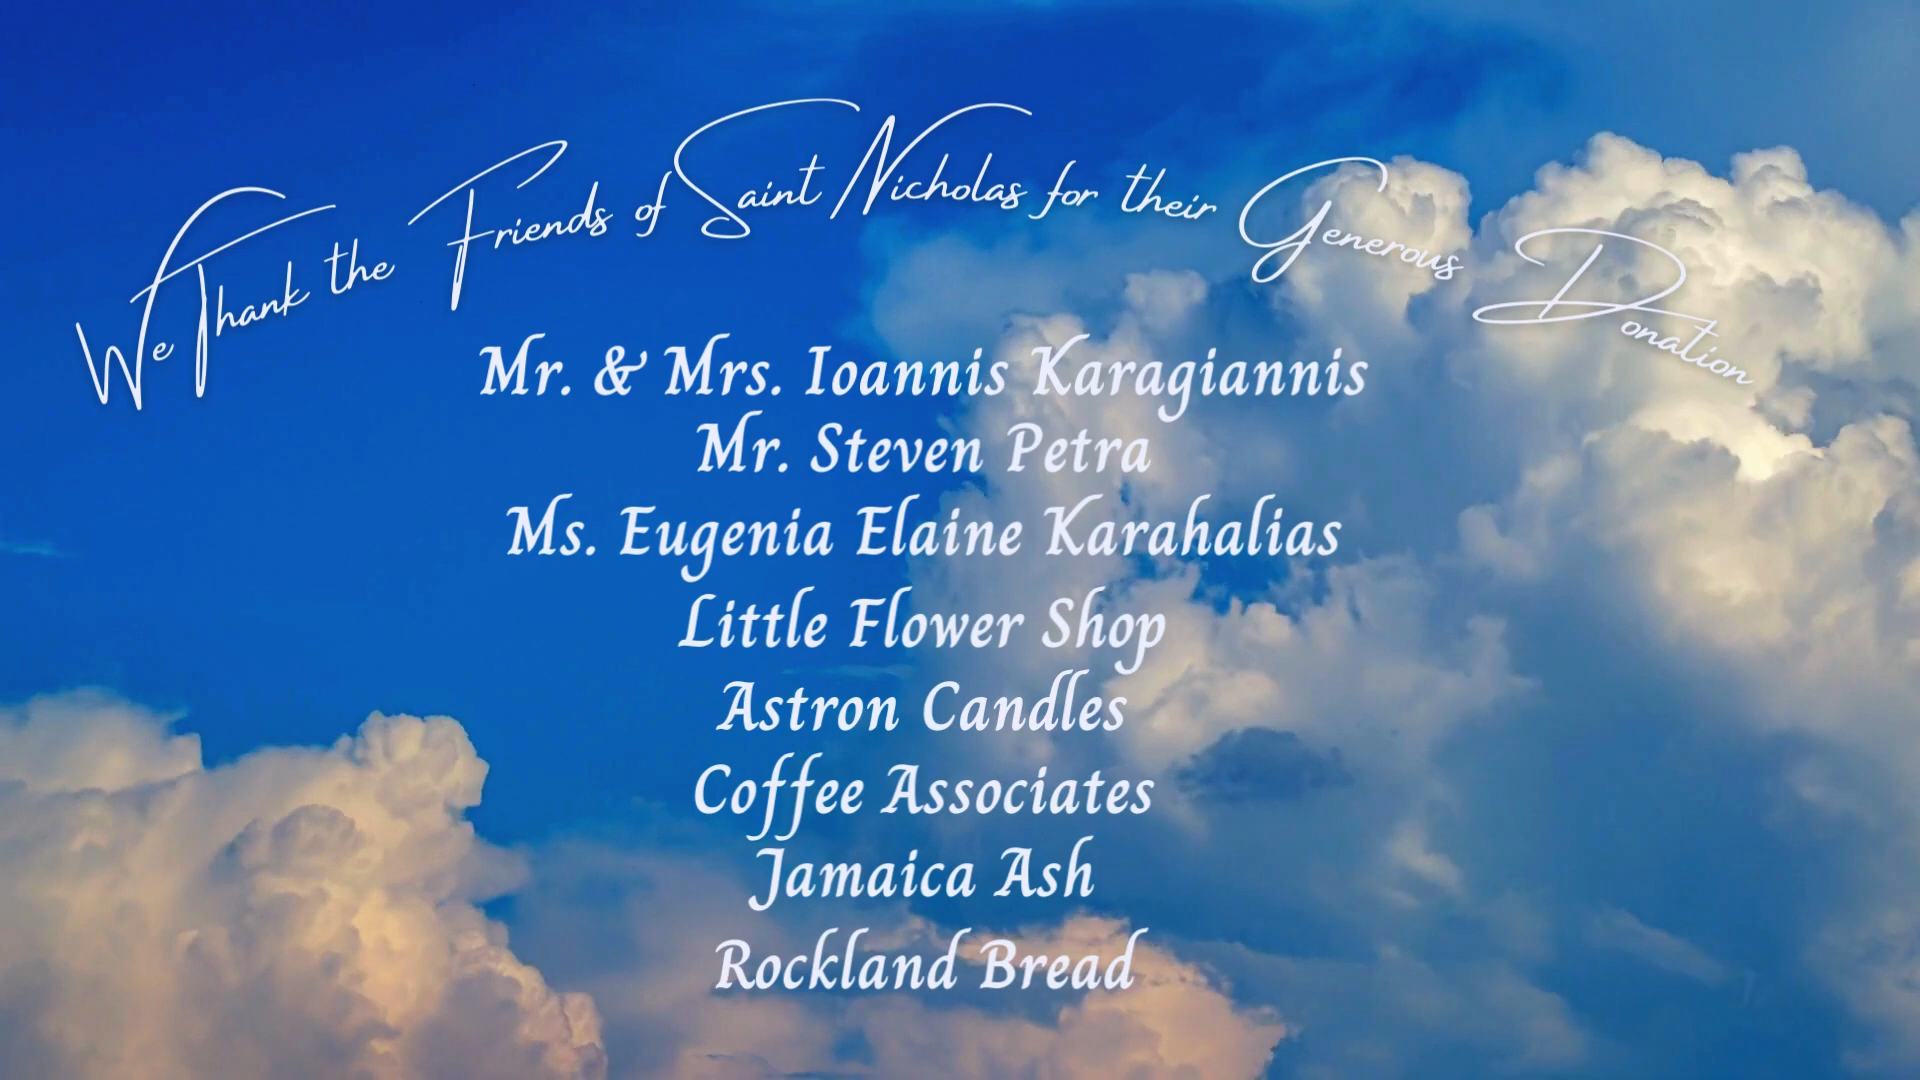 We Thank the Friends of Saint Nicholas for their Generous Donation
Mr. & Mrs. Ioannis Karagiannis
Mr. Steven Petra
Ms. Eugenia Elaine Karahalias
Little Flower Shop
Astron Candles
Coffee Associates
Jamaica Ash
Rockland Bread